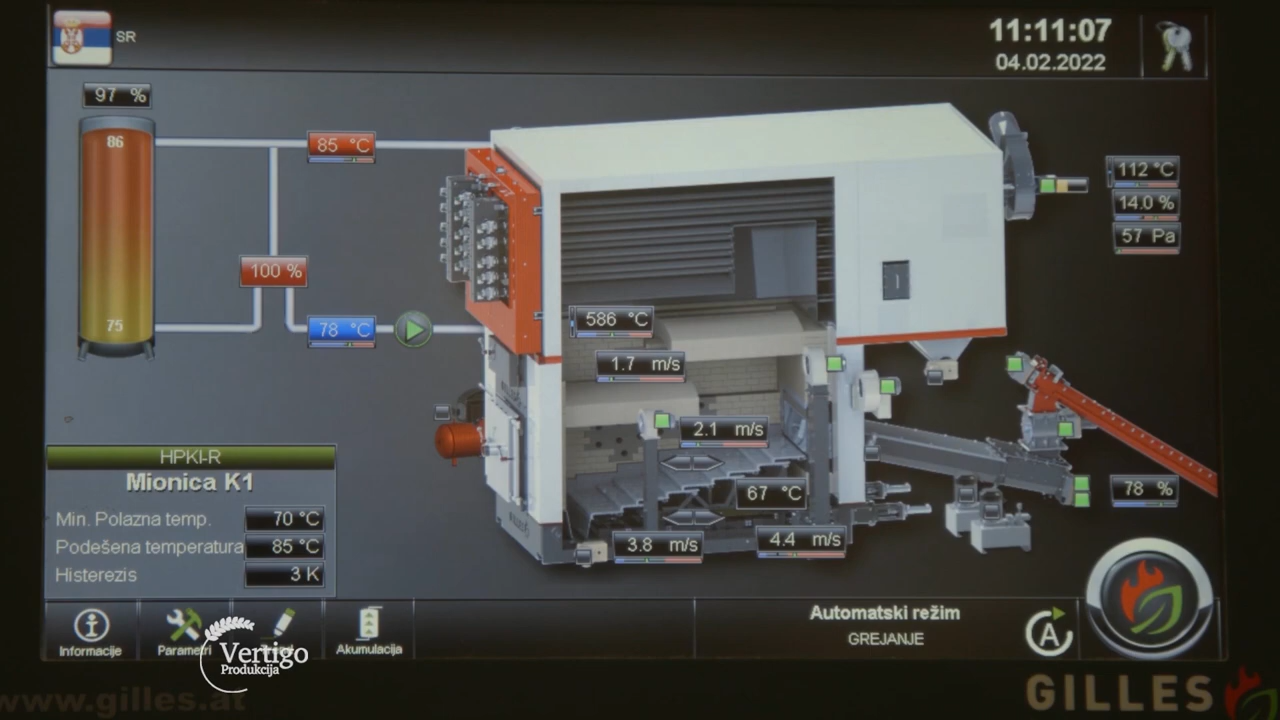 SR
11:11:07
04.02.2022
97 %
86
75
85 °C
100 %
78 °C
112 °C
14.0 %
57 Pa
586 °C
1.7 m/s
2.1 m/s
67 °C
3.8 m/s
4.4 m/s
78 %
HPKI-R
Mionica K1
Min. Polazna temp. 70 °C
Podešena temperatura 85 °C
Histerezis 3 K
Informacije
Parametri
Akumulacija
Automatski režim
GREJANJE
A
Vertigo
Produkcija
www.gilles.at
GILLES